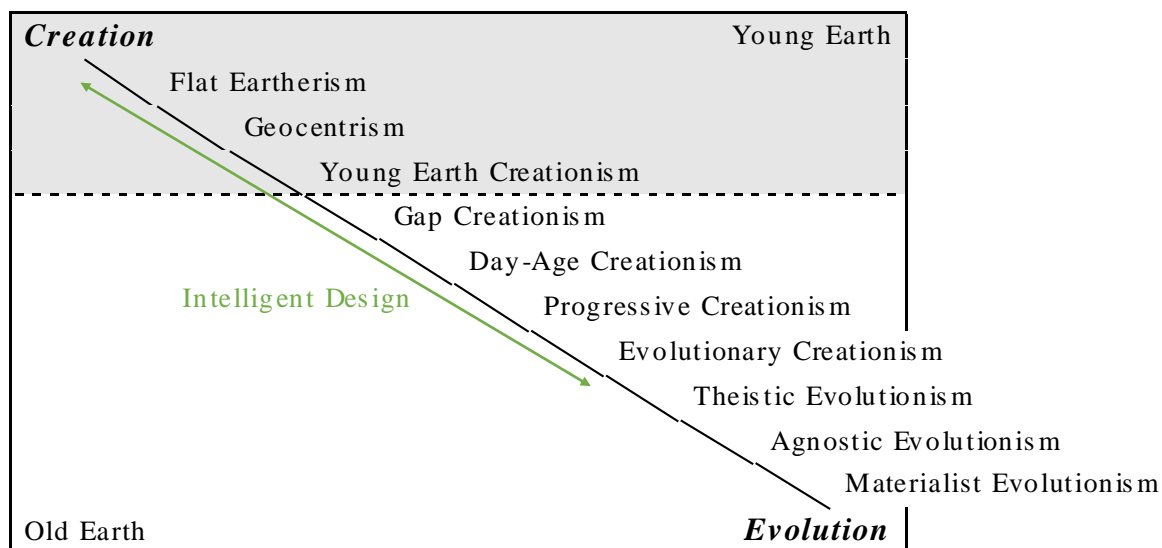 Creation
Young Earth
Flat Eartherism
Geocentrism
Young Earth Creationism
Gap Creationism
Day-Age Creationism
Intelligent Design
Progressive Creationism
Evolutionary Creationism
Theistic Evolutionism
Agnostic Evolutionism
Materialist Evolutionism
Old Earth
Evolution